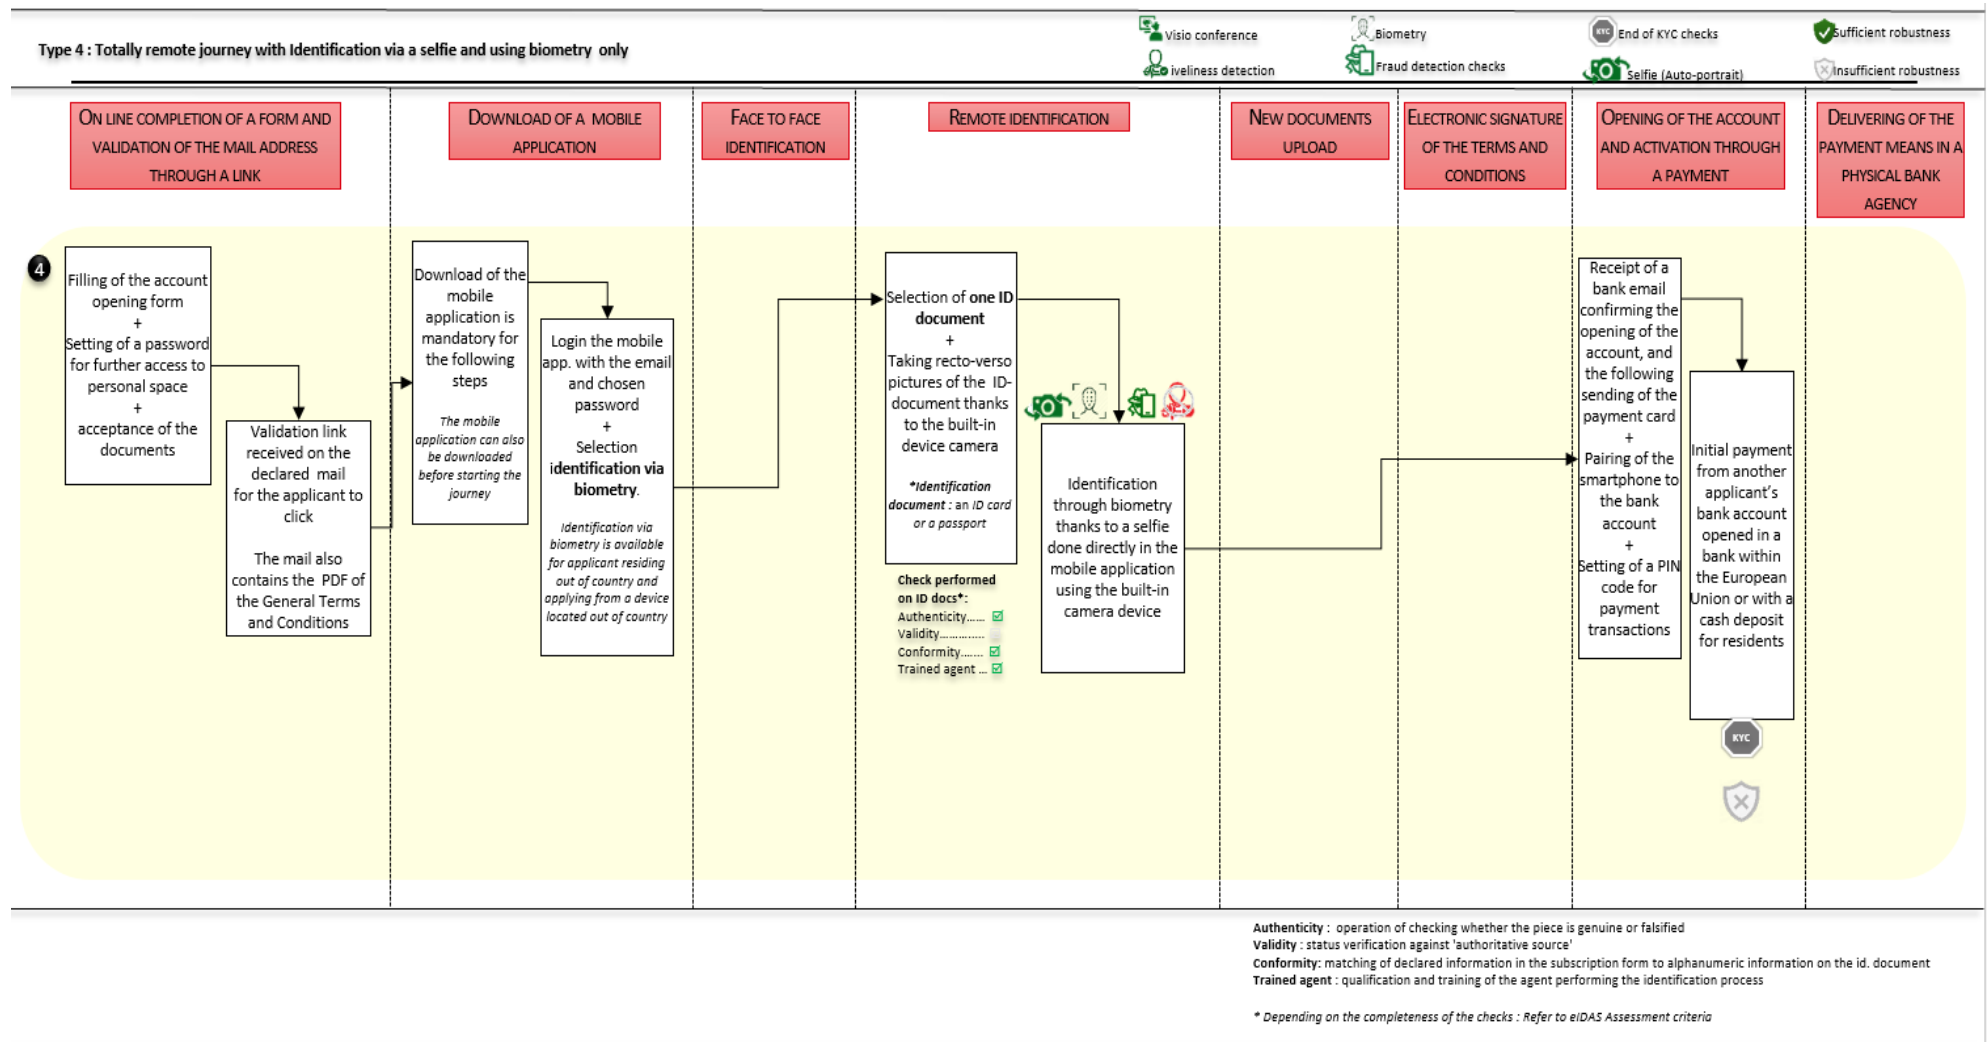 Type 4 : Totally remote journey with Identification via a selfie and using biometry only
Visio conference
Biometry
KYC
End of KYC checks
Sufficient robustness
iveliness detection
Fraud detection checks
Selfie (Auto-portrait)
Insufficient robustness
ON LINE COMPLETION OF A FORM AND
VALIDATION OF THE MAIL ADDRESS
THROUGH A LINK
DOWNLOAD OF A MOBILE
APPLICATION
FACE TO FACE
IDENTIFICATION
REMOTE IDENTIFICATION
NEW DOCUMENTS
UPLOAD
ELECTRONIC SIGNATURE
OF THE TERMS AND
CONDITIONS
OPENING OF THE ACCOUNT
AND ACTIVATION THROUGH
A PAYMENT
DELIVERING OF THE
PAYMENT MEANS IN A
PHYSICAL BANK
AGENCY
4
Filling of the account
opening form
+
Setting of a password
for further access to
personal space
+
acceptance of the
documents
Validation link
received on the
declared mail
for the applicant to
click
The mail also
contains the PDF of
the General Terms
and Conditions
Download of the
mobile
application is
mandatory for
the following
steps
The mobile
application can also
be downloaded
before starting the
journey
Login the mobile
app. with the email
and chosen
password
+
Selection
identification via
biometry.
Identification via
biometry is available
for applicant residing
out of country and
applying from a device
located out of country
Selection of one ID
document
+
Taking recto-verso
pictures of the ID-
document thanks
to the built-in
device camera
*Identification
document : an ID card
or a passport
Check performed
on ID docs*:
Authenticity......
Validity.............
Conformity.......
Trained agent ...
Identification
through biometry
thanks to a selfie
done directly in the
mobile application
using the built-in
camera device
Receipt of a
bank email
confirming the
opening of the
account, and
the following
sending of the
payment card
+
Pairing of the
smartphone to
the bank
account
+
Setting of a PIN
code for
payment
transactions
Initial payment
from another
applicant's
bank account
opened in a
bank within
the European
Union or with a
cash deposit
for residents
KYC
Authenticity : operation of checking whether the piece is genuine or falsified
Validity : status verification against 'authoritative source'
Conformity: matching of declared information in the subscription form to alphanumeric information on the id. document
Trained agent : qualification and training of the agent performing the identification process
* Depending on the completeness of the checks : Refer to eIDAS Assessment criteria